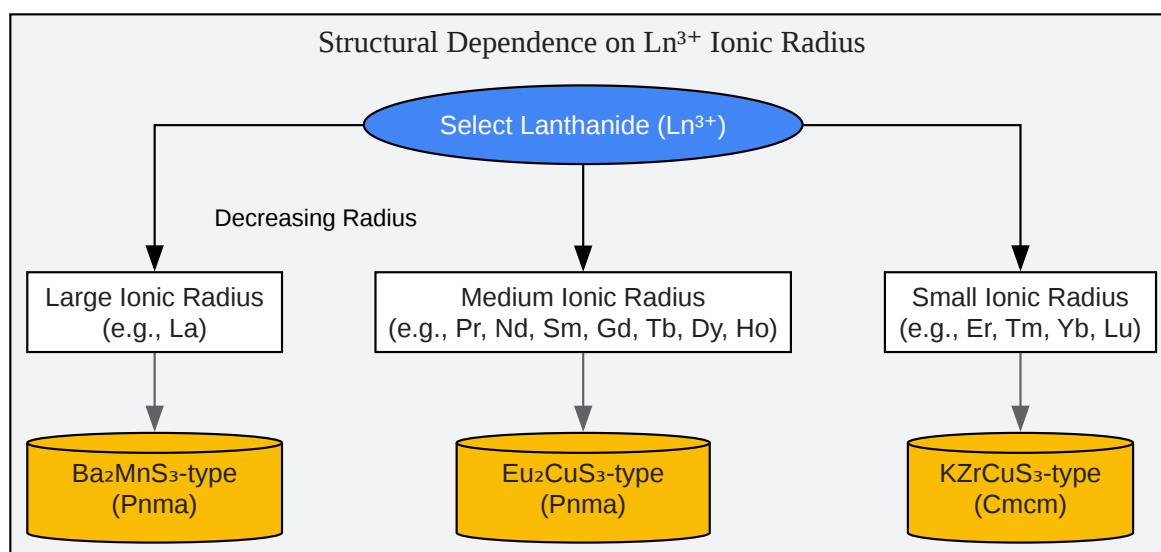 Structural Dependence on Ln³⁺ Ionic Radius
Select Lanthanide (Ln³⁺)
Decreasing Radius
Large Ionic Radius
(e.g., La)
Medium Ionic Radius
(e.g., Pr, Nd, Sm, Gd, Tb, Dy, Ho)
Small Ionic Radius
(e.g., Er, Tm, Yb, Lu)
Ba₂MnS₃-type
(Pnma)
Eu₂CuS₃-type
(Pnma)
KZrCuS₃-type
(Cmcm)